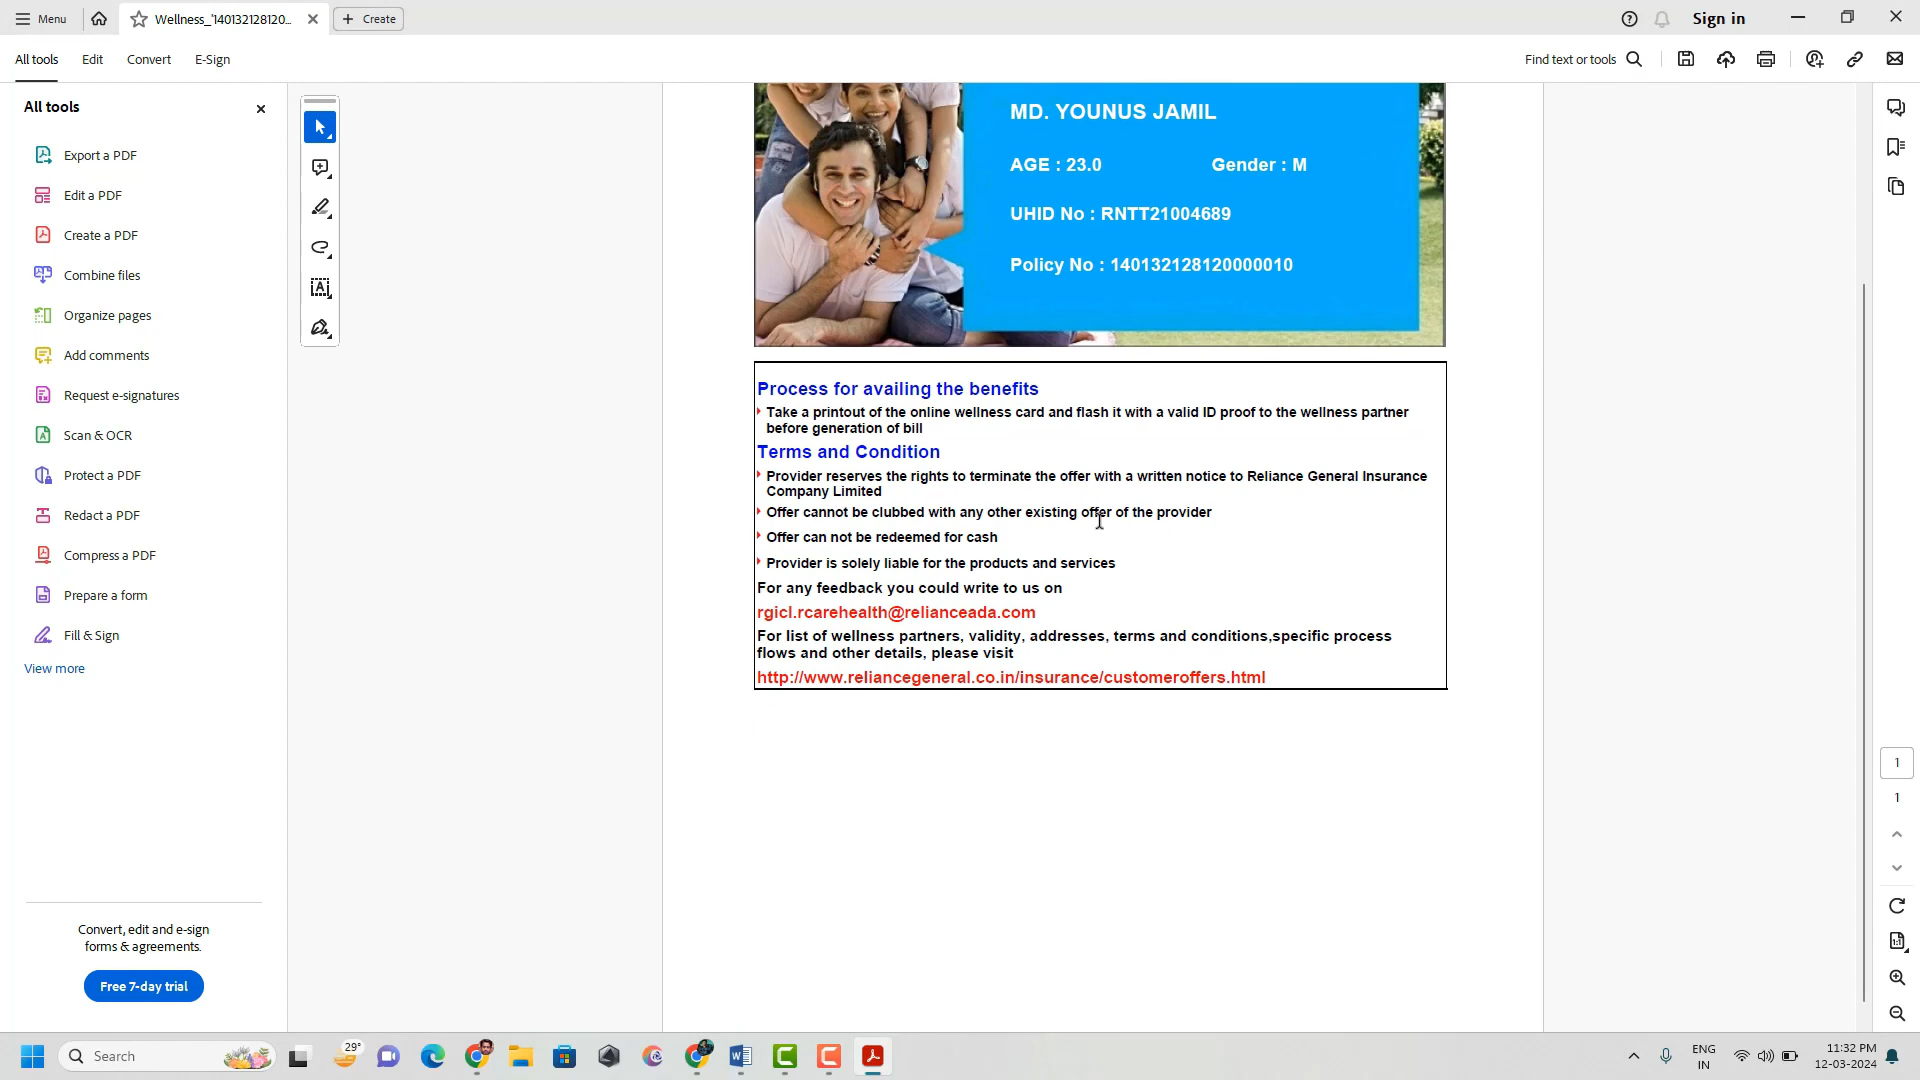 Menu
Wellness_'140132128120...
Create
Sign in
All tools
Edit
Convert
E-Sign
Find text or tools
All tools
Export a PDF
Edit a PDF
Create a PDF
Combine files
Organize pages
Add comments
Request e-signatures
Scan & OCR
Protect a PDF
Redact a PDF
Compress a PDF
Prepare a form
Fill & Sign
View more
Convert, edit and e-sign
forms & agreements.
Free 7-day trial
MD. YOUNUS JAMIL
AGE : 23.0 Gender : M
UHID No : RNTT21004689
Policy No : 140132128120000010
Process for availing the benefits
Take a printout of the online wellness card and flash it with a valid ID proof to the wellness partner
before generation of bill
Terms and Condition
Provider reserves the rights to terminate the offer with a written notice to Reliance General Insurance
Company Limited
Offer cannot be clubbed with any other existing offer of the provider
Offer can not be redeemed for cash
Provider is solely liable for the products and services
For any feedback you could write to us on
rgicl.rcarehealth@relianceada.com
For list of wellness partners, validity, addresses, terms and conditions,specific process
flows and other details, please visit
http://www.reliancegeneral.co.in/insurance/customeroffers.html
1
1
Search
29°
ENG
IN
11:32 PM
12-03-2024